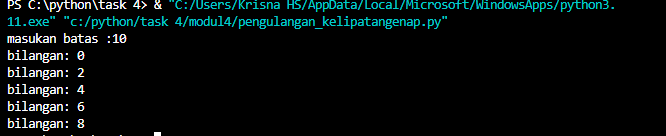 PS C:\python\task 4> & "C:/Users/Krisna HS/AppData/Local/Microsoft/WindowsApps/python3.
11.exe" "c:/python/task 4/modul4/pengulangan_kelipatangenap.py"
masukan batas :10
bilangan: 0
bilangan: 2
bilangan: 4
bilangan: 6
bilangan: 8